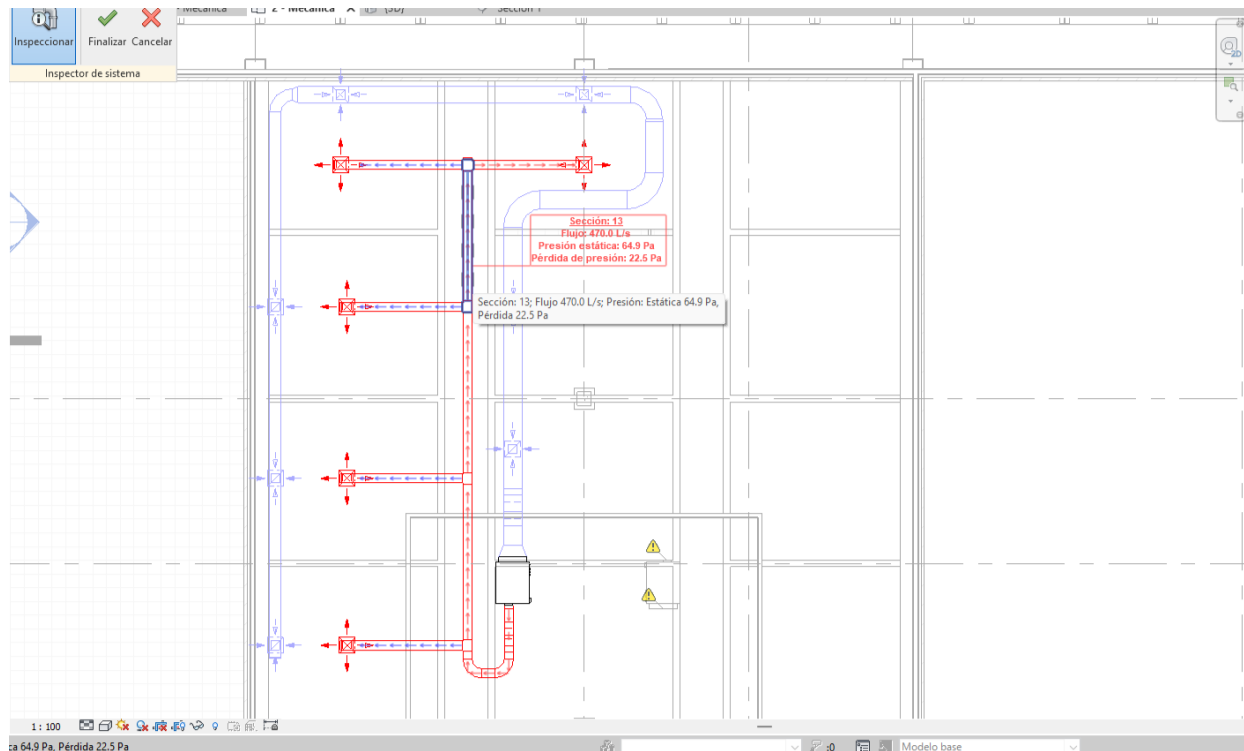 - Mecánica
2 - Mecánica
{3D}
Sección 1
Inspeccionar
Finalizar Cancelar
Inspector de sistema
2D
Sección: 13
Flujo: 470.0 L/s
Presión estática: 64.9 Pa
Pérdida de presión: 22.5 Pa
Sección: 13; Flujo 470.0 L/s; Presión: Estática 64.9 Pa,
Pérdida 22.5 Pa
1 : 100
ca 64.9 Pa, Pérdida 22.5 Pa
:0
Modelo base